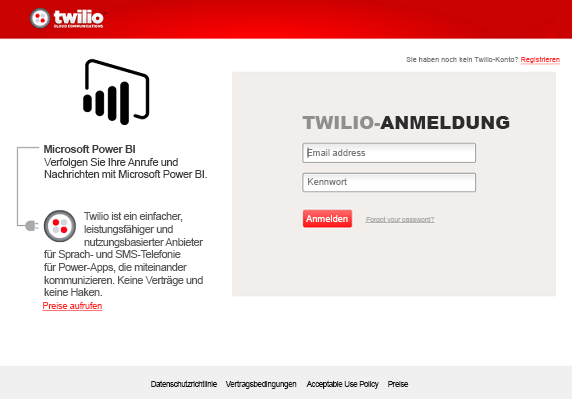 twilio
CLOUD COMMUNICATIONS
Sie haben noch kein Twilio-Konto? Registrieren
Microsoft Power BI
Verfolgen Sie Ihre Anrufe und
Nachrichten mit Microsoft Power BI.
Twilio ist ein einfacher,
leistungsfähiger und
nutzungsbasierter Anbieter
für Sprach- und SMS-Telefonie
für Power-Apps, die miteinander
kommunizieren. Keine Verträge und
keine Haken.
Preise aufrufen
TWILIO-ANMELDUNG
Email address
Kennwort
Anmelden Forgot your password?
Datenschutzrichtlinie Vertragsbedingungen Acceptable Use Policy Preise